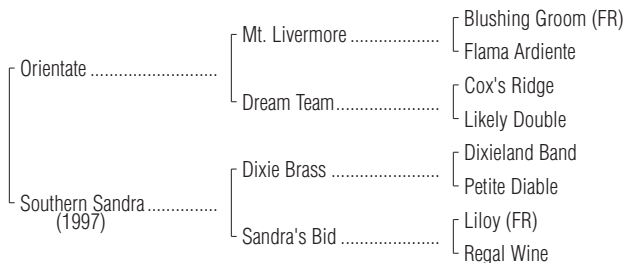 Blushing Groom (FR)
Mt. Livermore ...................
Flama Ardiente
Orientate ...........................
Cox's Ridge
Dream Team......................
Likely Double
Dixieland Band
Dixie Brass .......................
Petite Diable
Southern Sandra...............
(1997)
Liloy (FR)
Sandra's Bid .....................
Regal Wine